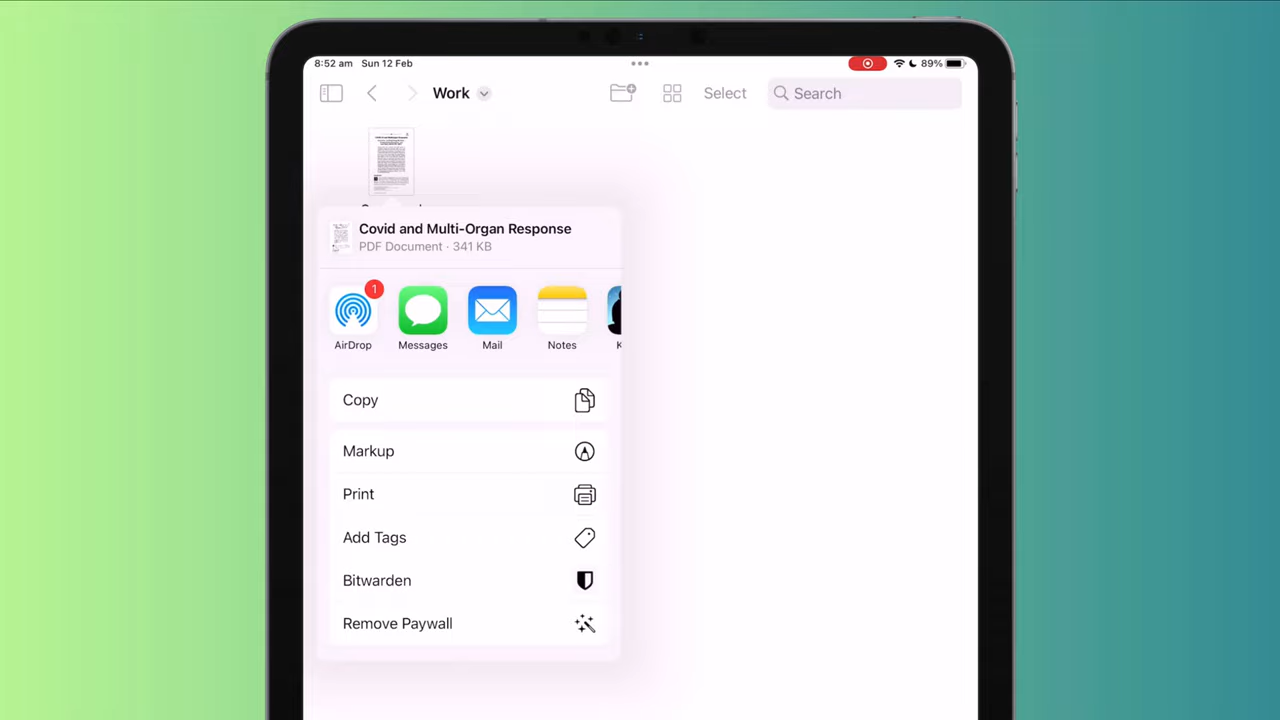 8:52 am Sun 12 Feb
89%
Work
Select
Search
Covid and Multi-Organ Response
PDF Document · 341 KB
1
AirDrop
Messages
Mail
Notes
K
Copy
Markup
Print
Add Tags
Bitwarden
Remove Paywall